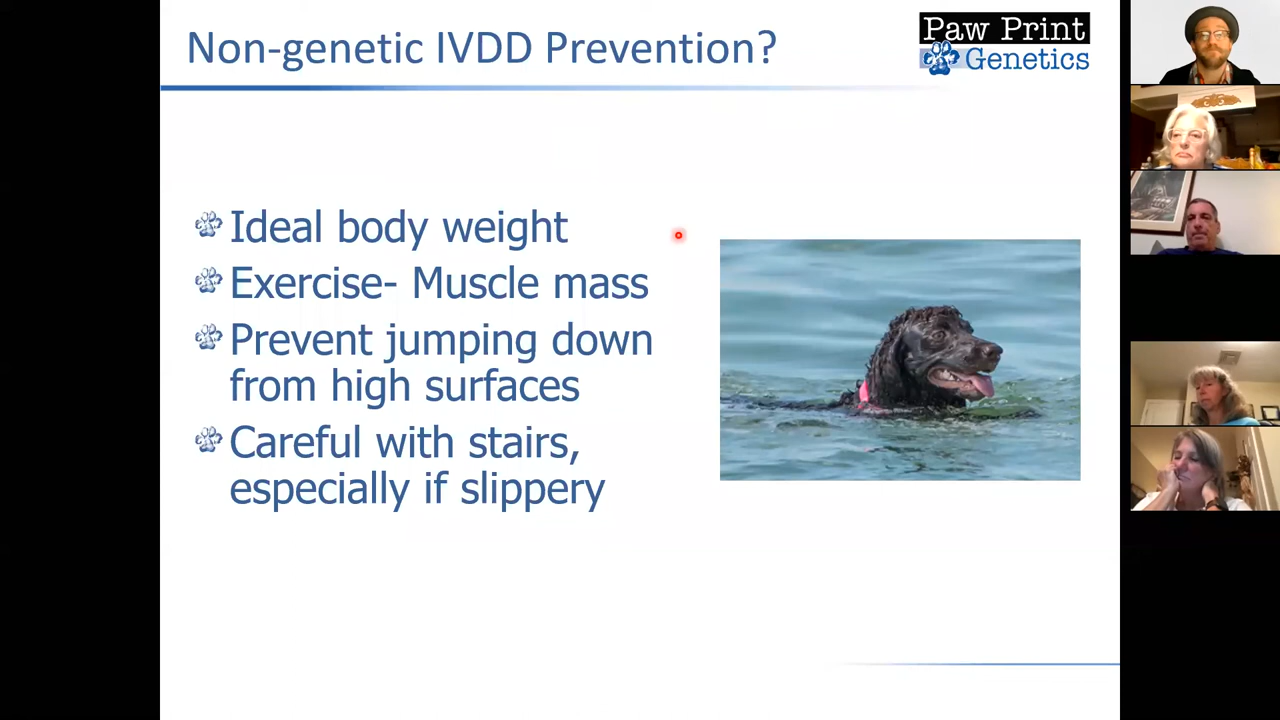 Non-genetic IVDD Prevention?
Paw Print
Genetics
Ideal body weight
Exercise- Muscle mass
Prevent jumping down
from high surfaces
Careful with stairs,
especially if slippery